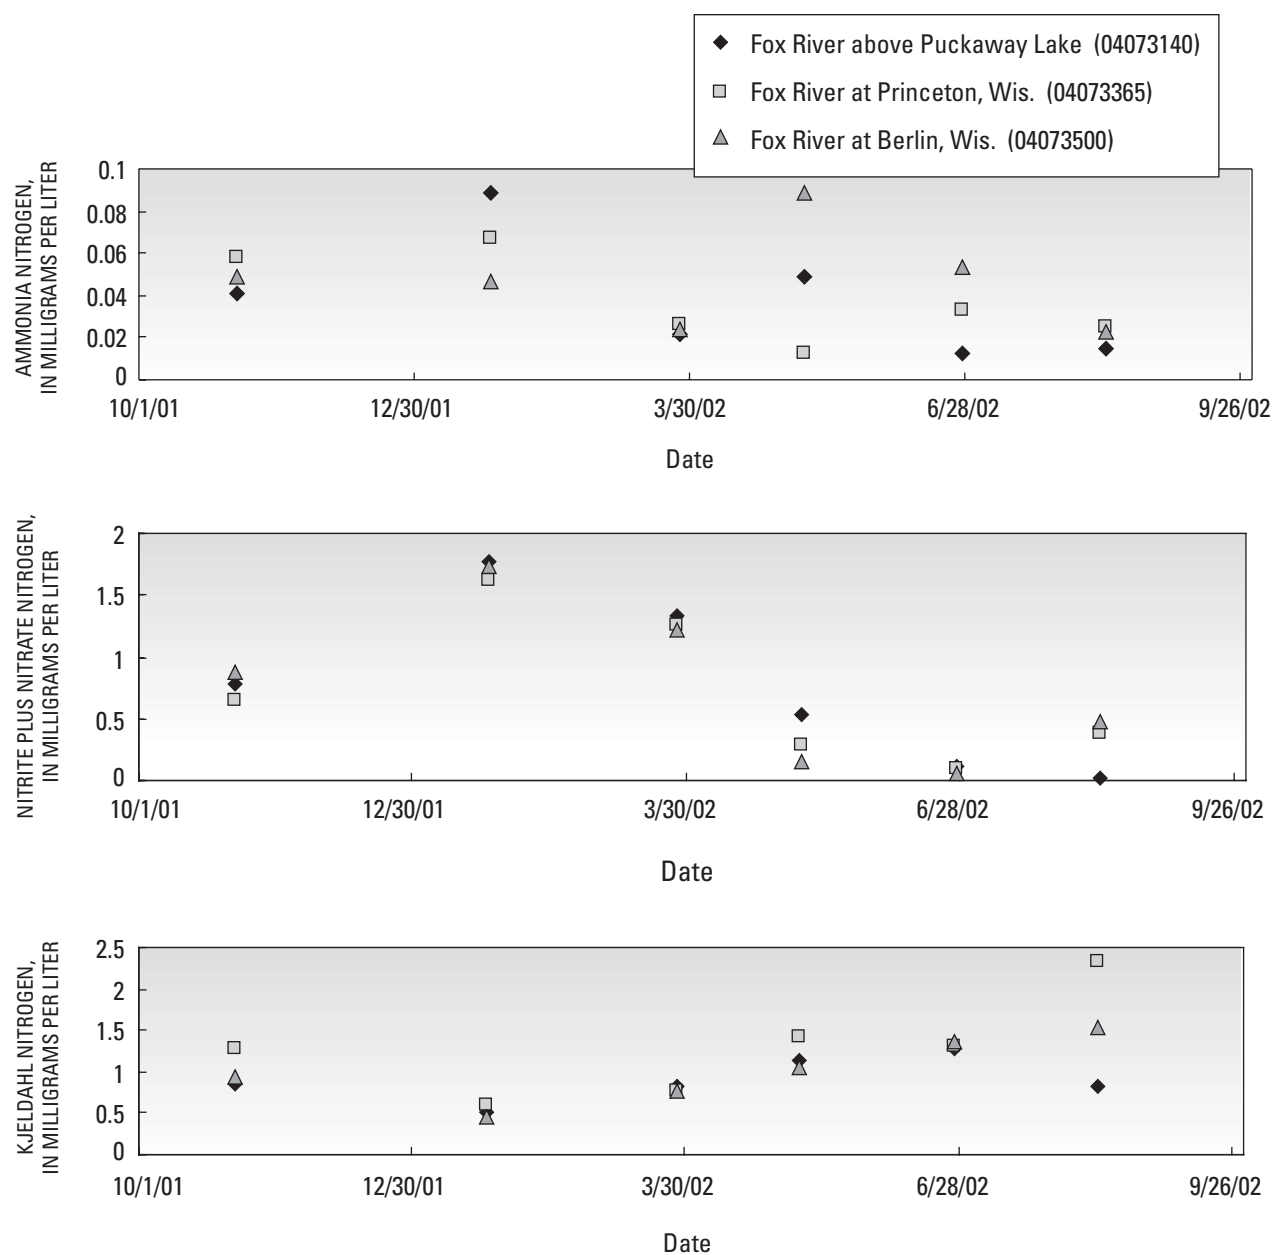 Fox River above Puckaway Lake (04073140)
Fox River at Princeton, Wis. (04073365)
Fox River at Berlin, Wis. (04073500)
AMMONIA NITROGEN,
IN MILLIGRAMS PER LITER
0.1
0.08
0.06
0.04
0.02
0
10/1/01 12/30/01 3/30/02 6/28/02 9/26/02
Date
NITRITE PLUS NITRATE NITROGEN,
IN MILLIGRAMS PER LITER
2
1.5
1
0.5
0
10/1/01 12/30/01 3/30/02 6/28/02 9/26/02
Date
KJELDAHL NITROGEN,
IN MILLIGRAMS PER LITER
2.5
2
1.5
1
0.5
0
10/1/01 12/30/01 3/30/02 6/28/02 9/26/02
Date